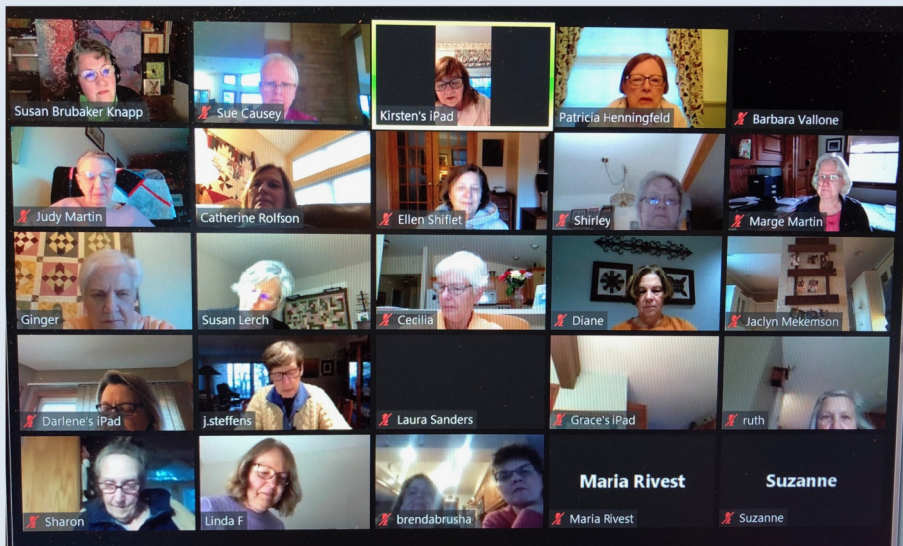 Susan Brubaker Knapp
Sue Causey
Kirsten's iPad
Patricia Henningfeld
Barbara Vallone
Judy Martin
Catherine Rolfson
Ellen Shiflet
Shirley
Marge Martin
Ginger
Susan Lerch
Cecilia
Diane
Jaclyn Mekemson
Darlene's iPad
j.steffens
Laura Sanders
Grace's iPad
ruth
Sharon
Linda F
brendabrusha
Maria Rivest
Maria Rivest
Suzanne
Suzanne